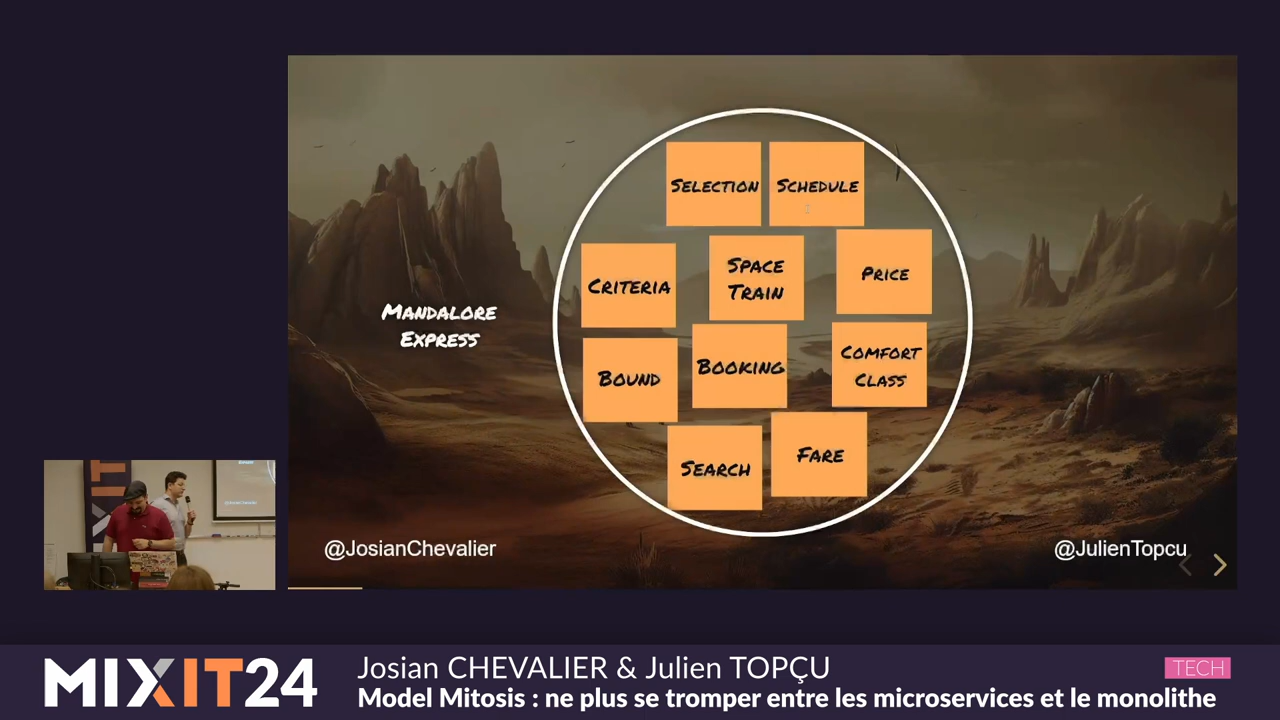 SELECTION
SCHEDULE
CRITERIA
SPACE
TRAIN
PRICE
MANDALORE
EXPRESS
BOUND
BOOKING
COMFORT
CLASS
SEARCH
FARE
@JosianChevalier
@JulienTopcu
MIXIT24
Josian CHEVALIER & Julien TOPÇU
TECH
Model Mitosis : ne plus se tromper entre les microservices et le monolithe